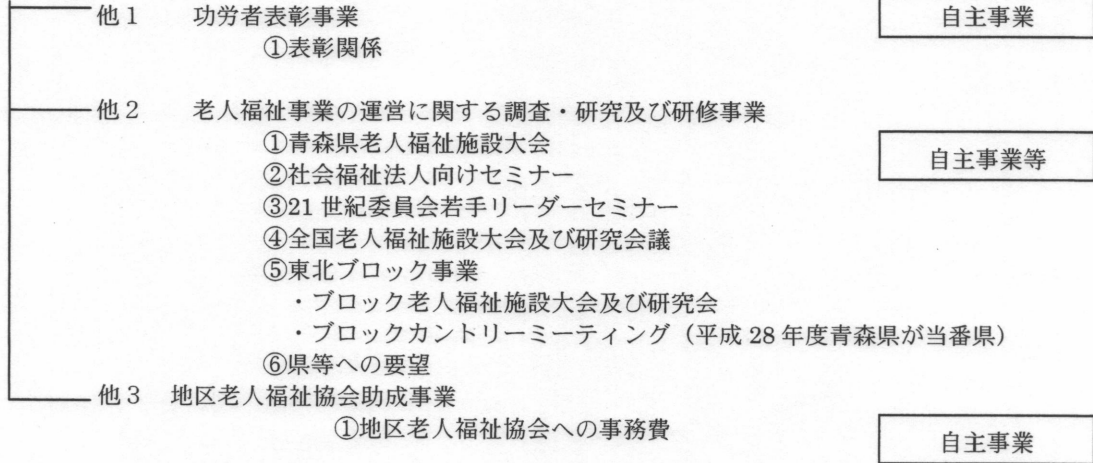 他1 功労者表彰事業 自主事業
①表彰関係
他2 老人福祉事業の運営に関する調査・研究及び研修事業
①青森県老人福祉施設大会 自主事業等
②社会福祉法人向けセミナー
③21世紀委員会若手リーダーセミナー
④全国老人福祉施設大会及び研究会議
⑤東北ブロック事業
・ブロック老人福祉施設大会及び研究会
・ブロックカントリーミーティング（平成28年度青森県が当番県）
⑥県等への要望
他3 地区老人福祉協会助成事業
①地区老人福祉協会への事務費 自主事業